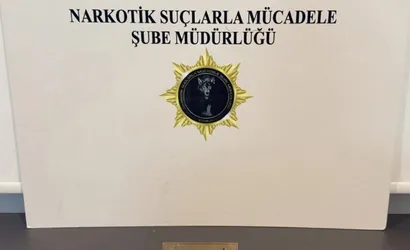 NARKOTİK SUÇLARLA MÜCADELE
ŞUBE MÜDÜRLÜĞÜ